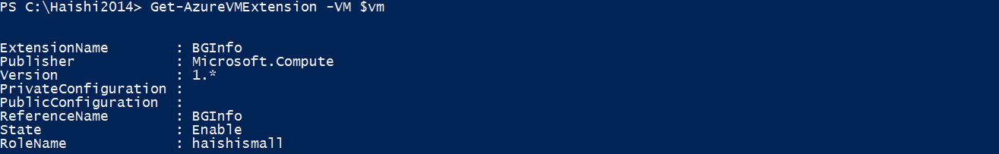 PS C:\Haishi2014> Get-AzureVMExtension -VM $vm
ExtensionName : BGInfo
Publisher : Microsoft.Compute
Version : 1.*
PrivateConfiguration :
PublicConfiguration :
ReferenceName : BGInfo
State : Enable
RoleName : haishismall